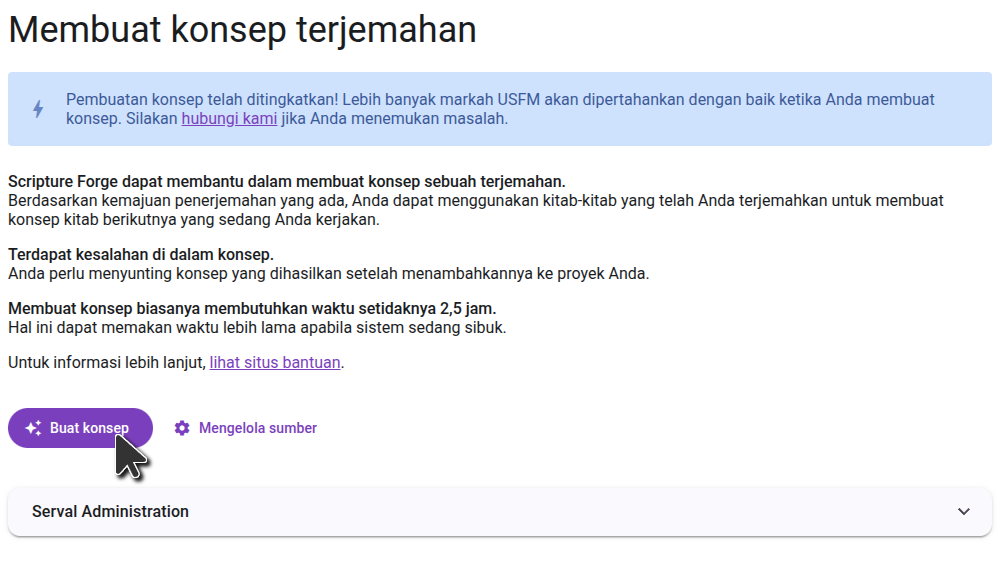 Membuat konsep terjemahan
Pembuatan konsep telah ditingkatkan! Lebih banyak markah USFM akan dipertahankan dengan baik ketika Anda membuat
konsep. Silakan hubungi kami jika Anda menemukan masalah.
Scripture Forge dapat membantu dalam membuat konsep sebuah terjemahan.
Berdasarkan kemajuan penerjemahan yang ada, Anda dapat menggunakan kitab-kitab yang telah Anda terjemahkan untuk membuat
konsep kitab berikutnya yang sedang Anda kerjakan.
Terdapat kesalahan di dalam konsep.
Anda perlu menyunting konsep yang dihasilkan setelah menambahkannya ke proyek Anda.
Membuat konsep biasanya membutuhkan waktu setidaknya 2,5 jam.
Hal ini dapat memakan waktu lebih lama apabila sistem sedang sibuk.
Untuk informasi lebih lanjut, lihat situs bantuan.
Buat konsep
Mengelola sumber
Serval Administration